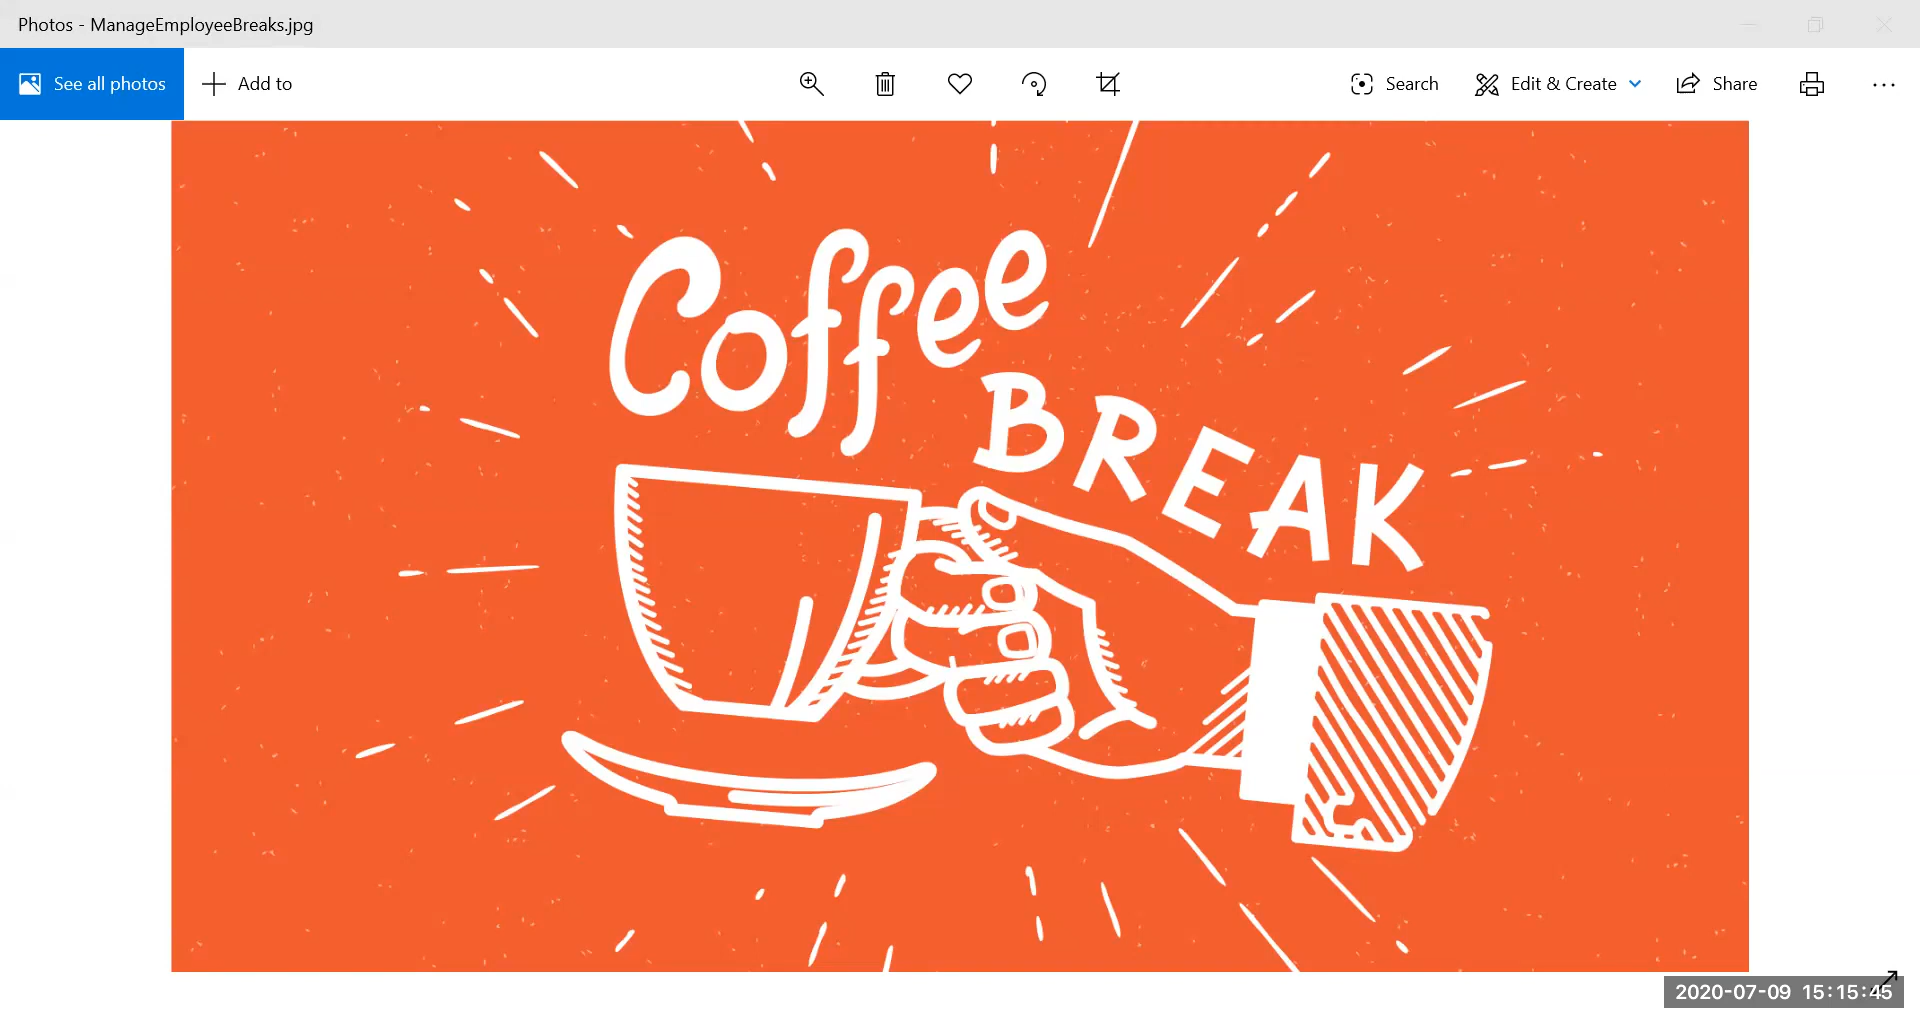 Photos - ManageEmployeeBreaks.jpg
See all photos
Add to
Search
Edit & Create
Share
Coffee
BREAK
2020-07-09 15:15:45